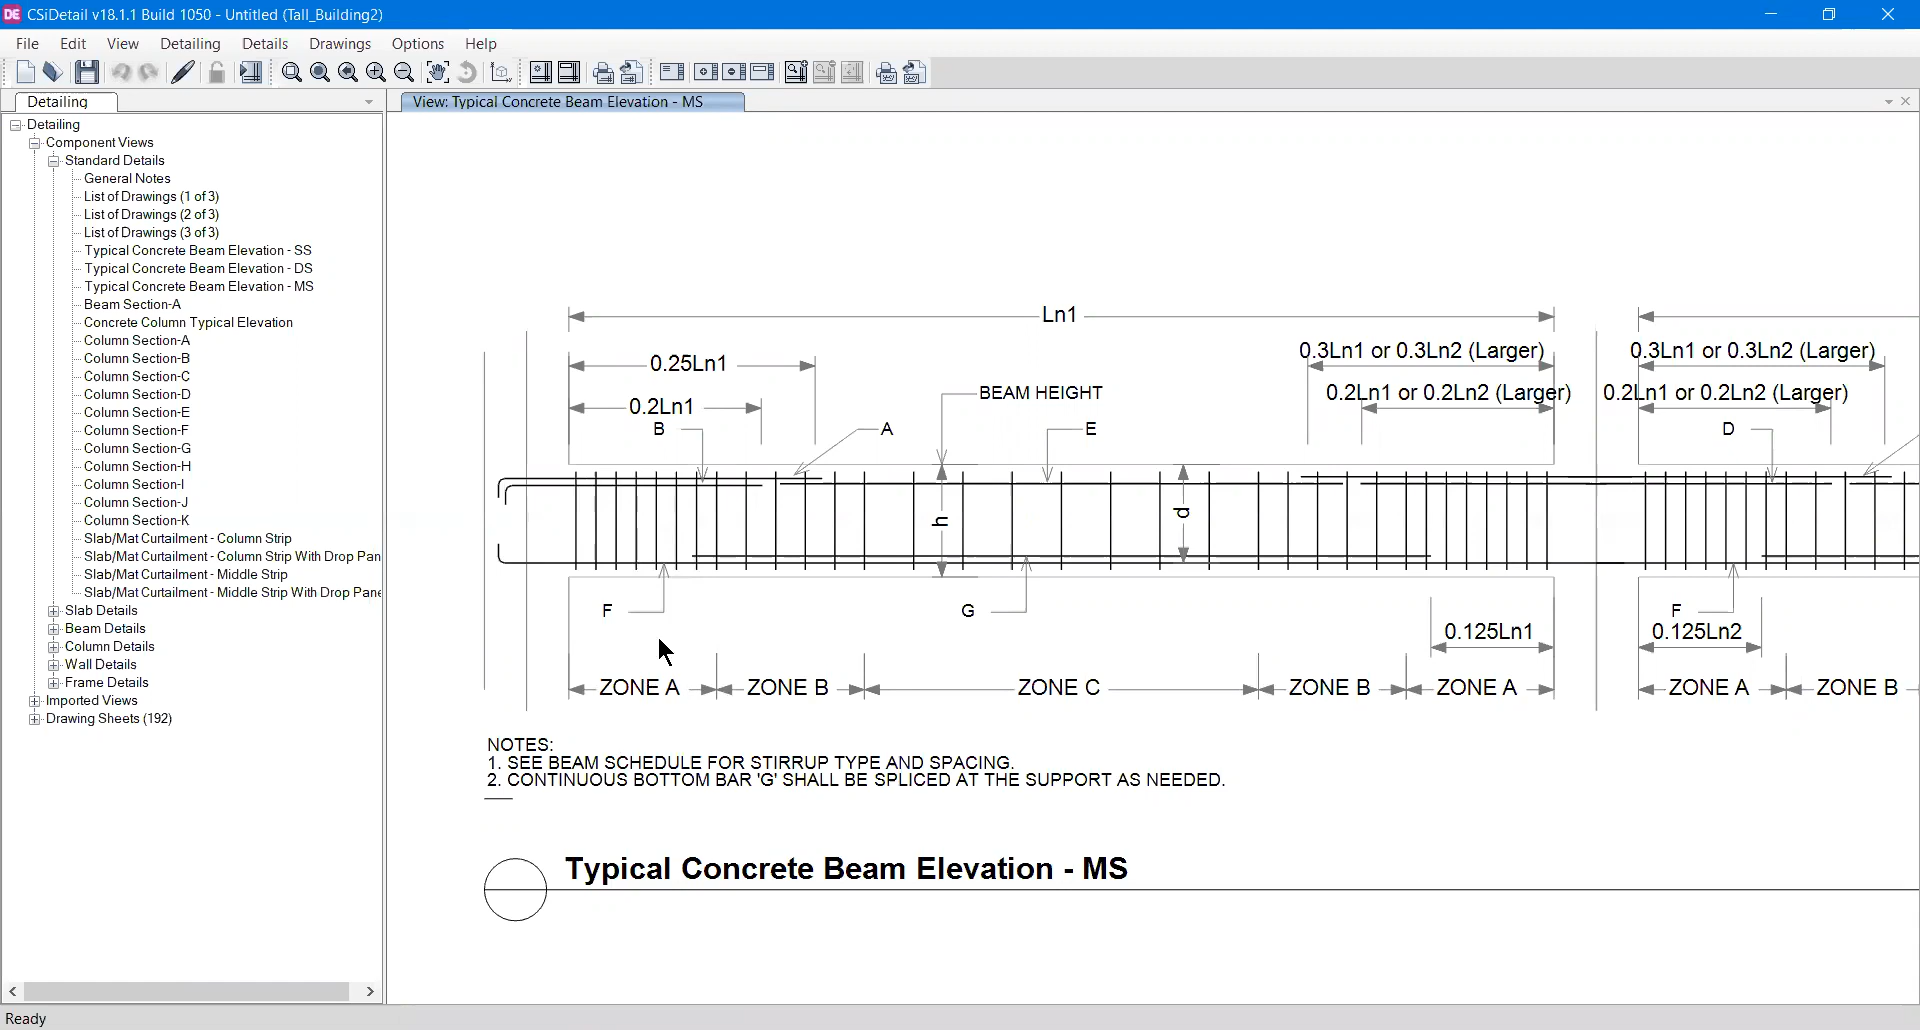 DE CSiDetail v18.1.1 Build 1050 - Untitled (Tall_Building2)
File Edit View Detailing Details Drawings Options Help
Detailing
View: Typical Concrete Beam Elevation - MS
Detailing
Component Views
Standard Details
General Notes
List of Drawings (1 of 3)
List of Drawings (2 of 3)
List of Drawings (3 of 3)
Typical Concrete Beam Elevation - SS
Typical Concrete Beam Elevation - DS
Typical Concrete Beam Elevation - MS
Beam Section-A
Concrete Column Typical Elevation
Column Section-A
Column Section-B
Column Section-C
Column Section-D
Column Section-E
Column Section-F
Column Section-G
Column Section-H
Column Section-I
Column Section-J
Column Section-K
Slab/Mat Curtailment - Column Strip
Slab/Mat Curtailment - Column Strip With Drop Pan
Slab/Mat Curtailment - Middle Strip
Slab/Mat Curtailment - Middle Strip With Drop Pane
Slab Details
Beam Details
Column Details
Wall Details
Frame Details
Imported Views
Drawing Sheets (192)
Ln1
0.25Ln1 0.3Ln1 or 0.3Ln2 (Larger) 0.3Ln1 or 0.3Ln2 (Larger)
0.2Ln1 BEAM HEIGHT 0.2Ln1 or 0.2Ln2 (Larger) 0.2Ln1 or 0.2Ln2 (Larger)
B A E D
h d
F G F
0.125Ln1 0.125Ln2
ZONE A ZONE B ZONE C ZONE B ZONE A ZONE A ZONE B
NOTES:
1. SEE BEAM SCHEDULE FOR STIRRUP TYPE AND SPACING.
2. CONTINUOUS BOTTOM BAR 'G' SHALL BE SPLICED AT THE SUPPORT AS NEEDED.
Typical Concrete Beam Elevation - MS
Ready